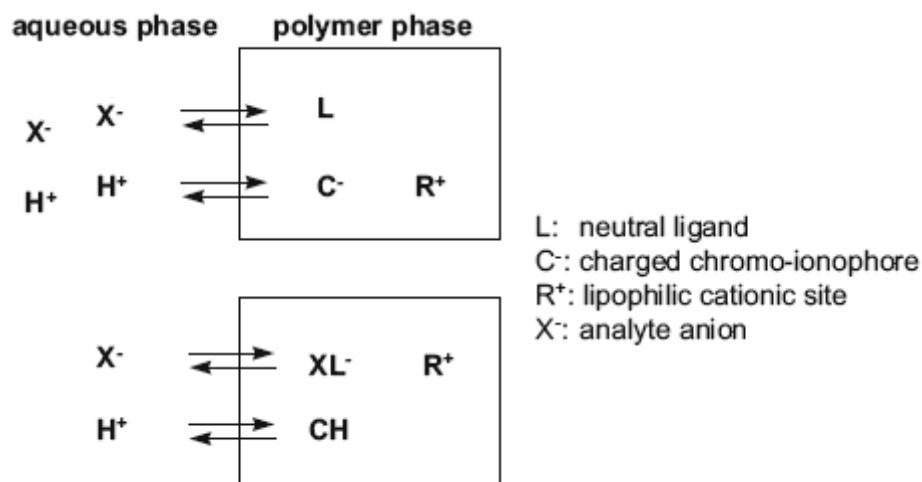 aqueous phase polymer phase
X⁻ X⁻ L
H⁺ H⁺ C⁻ R⁺
L: neutral ligand
C⁻: charged chromo-ionophore
R⁺: lipophilic cationic site
X⁻: analyte anion
X⁻ XL⁻ R⁺
H⁺ CH